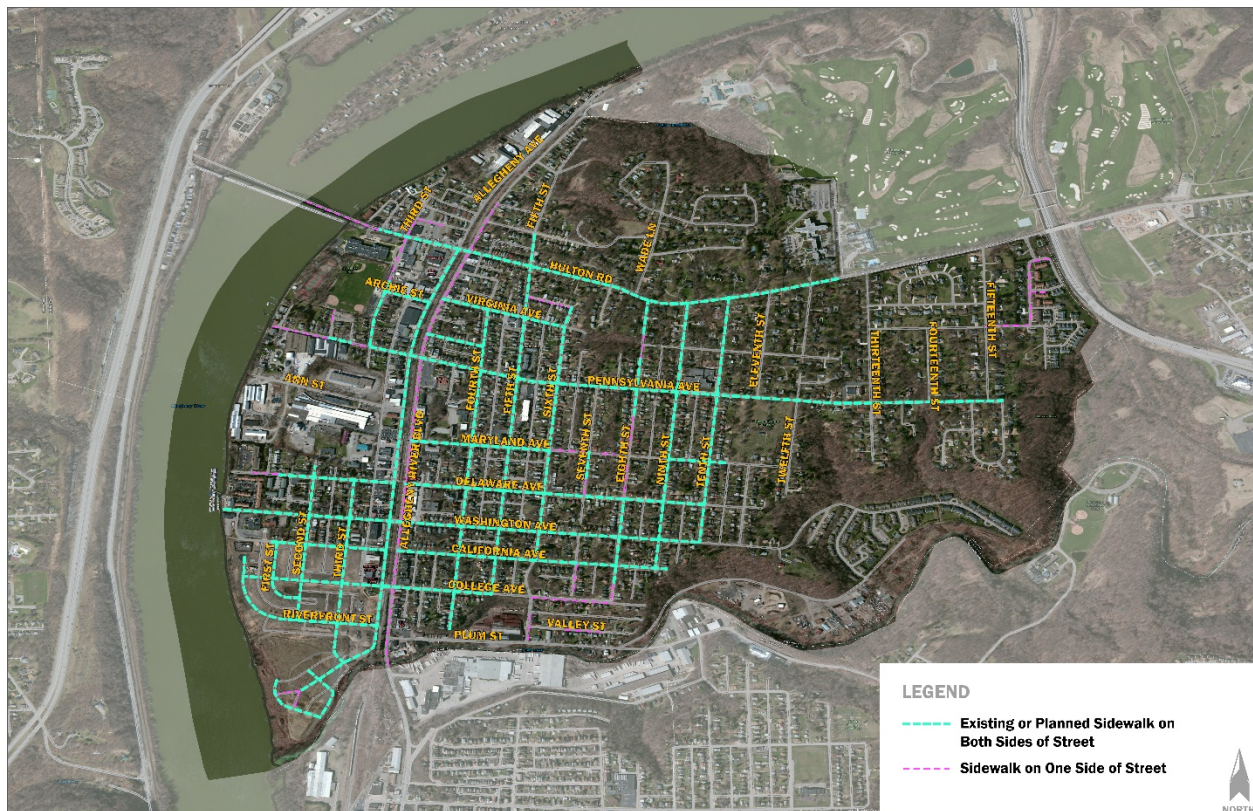 ALLEGHENY AVE
THIRD ST
FIFTH ST
WADE LN
HULTON RD
ARCHIE ST
VIRGINIA AVE
FIFTEENTH ST
ELEVENTH ST
THIRTEENTH ST
FOURTEENTH ST
ANN ST
FOURTH ST
FIFTH ST
SIXTH ST
PENNSYLVANIA AVE
ALLEGHENY RIVER BLVD
MARYLAND AVE
SEVENTH ST
EIGHTH ST
NINTH ST
TENTH ST
TWELFTH ST
DELAWARE AVE
WASHINGTON AVE
CALIFORNIA AVE
FIRST ST
SECOND ST
THIRD ST
COLLEGE AVE
RIVERFRONT ST
PLUM ST
VALLEY ST
LEGEND
Existing or Planned Sidewalk on
Both Sides of Street
Sidewalk on One Side of Street
NORTH